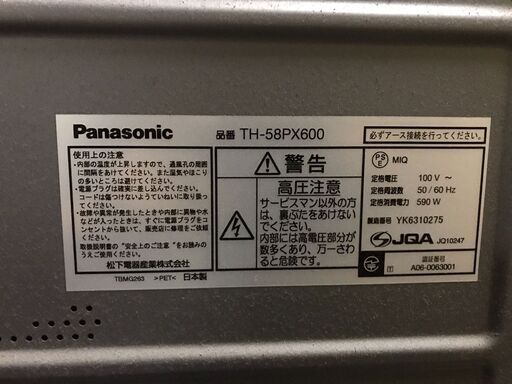 Panasonic 品番 TH-58PX600
必ずアース接続を行ってください。
使用上の注意
・内部の温度が上昇しますので、通風孔の周囲
に間隔をあけてください。また温気やほこり
の多いところは避けてください。
・電源プラグは確実に差し込んでください。
コードは傷つけないようていねいに扱って
ください。
・故障や異常が発生したときや内部に異物や水な
どが入ったときは、すぐに電源プラグをコ
ンセントから抜いて、販売店に修理を依頼し
てください。
・取扱説明書の"安全上のご注意"をお読みの
うえご使用ください。
松下電器産業株式会社
TBMG263 >PET< 日本製
警告
高圧注意
サービスマン以外の方
は、裏ぶたをあけない
でください。
内部には高電圧部分が
数多くあり、万一さわ
ると危険です。
PS
E
MIQ
定格電圧 100 V ~
定格周波数 50 / 60 Hz
定格消費電力 590 W
製造番号 YK6310275
JQA JQ10247
T
認証番号
A06-0063001